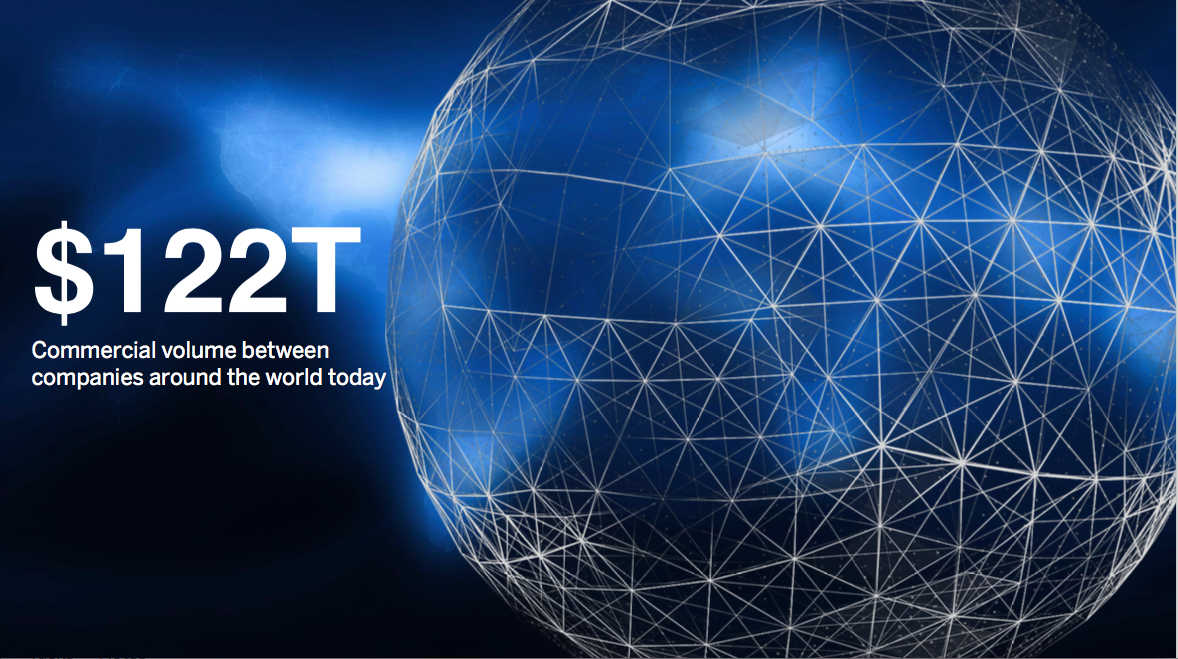 $122T
Commercial volume between
companies around the world today